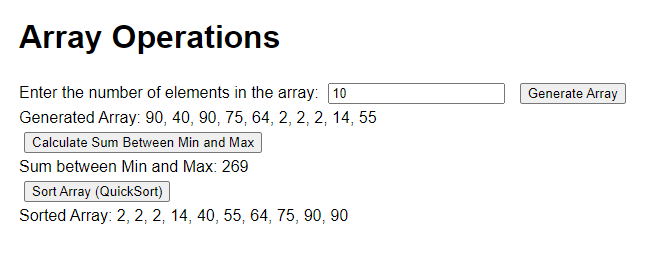 Array Operations
Enter the number of elements in the array: 10 Generate Array
Generated Array: 90, 40, 90, 75, 64, 2, 2, 2, 14, 55
Calculate Sum Between Min and Max
Sum between Min and Max: 269
Sort Array (QuickSort)
Sorted Array: 2, 2, 2, 14, 40, 55, 64, 75, 90, 90